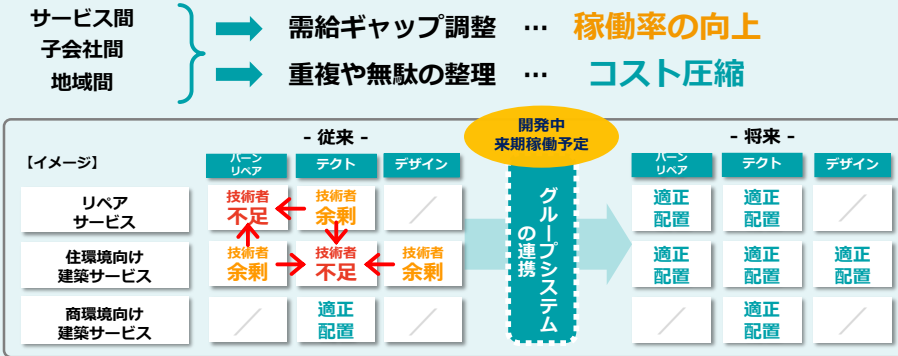 サービス間
子会社間
地域間
需給ギャップ調整 … 稼働率の向上
重複や無駄の整理 … コスト圧縮
開発中
来期稼働予定
- 従来 -
- 将来 -
【イメージ】
バーン
リペア
テクト
デザイン
バーン
リペア
テクト
デザイン
リペア
サービス
技術者
不足
技術者
余剰
／
適正
配置
適正
配置
／
住環境向け
建築サービス
技術者
余剰
技術者
不足
技術者
余剰
適正
配置
適正
配置
適正
配置
商環境向け
建築サービス
／
適正
配置
／
／
適正
配置
／
グループシステム
の連携